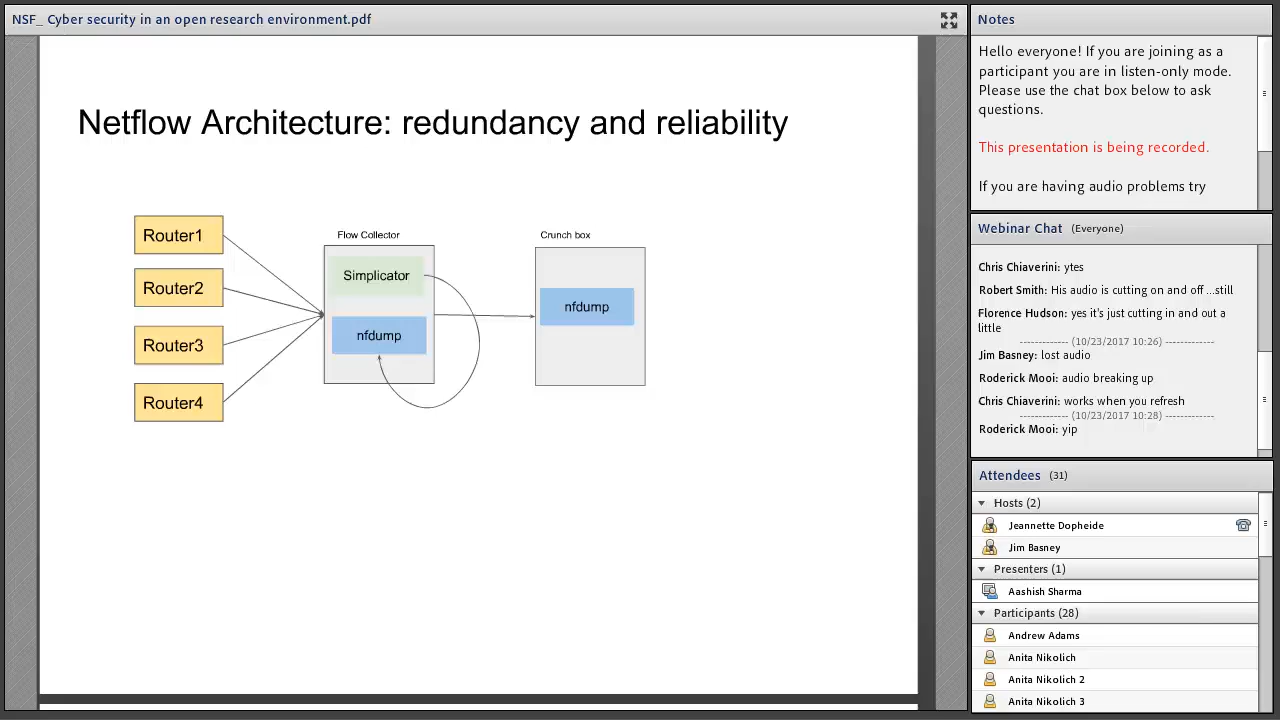 NSF_ Cyber security in an open research environment.pdf
Netflow Architecture: redundancy and reliability
Router1
Router2
Router3
Router4
Flow Collector
Simplicator
nfdump
Crunch box
nfdump
Notes
Hello everyone! If you are joining as a
participant you are in listen-only mode.
Please use the chat box below to ask
questions.
This presentation is being recorded.
If you are having audio problems try
Webinar Chat (Everyone)
Chris Chiaverini: ytes
Robert Smith: His audio is cutting on and off ...still
Florence Hudson: yes it's just cutting in and out a
little
------------ (10/23/2017 10:26) ------------
Jim Basney: lost audio
Roderick Mooi: audio breaking up
Chris Chiaverini: works when you refresh
------------ (10/23/2017 10:28) ------------
Roderick Mooi: yip
Attendees (31)
Hosts (2)
Jeannette Dopheide
Jim Basney
Presenters (1)
Aashish Sharma
Participants (28)
Andrew Adams
Anita Nikolich
Anita Nikolich 2
Anita Nikolich 3